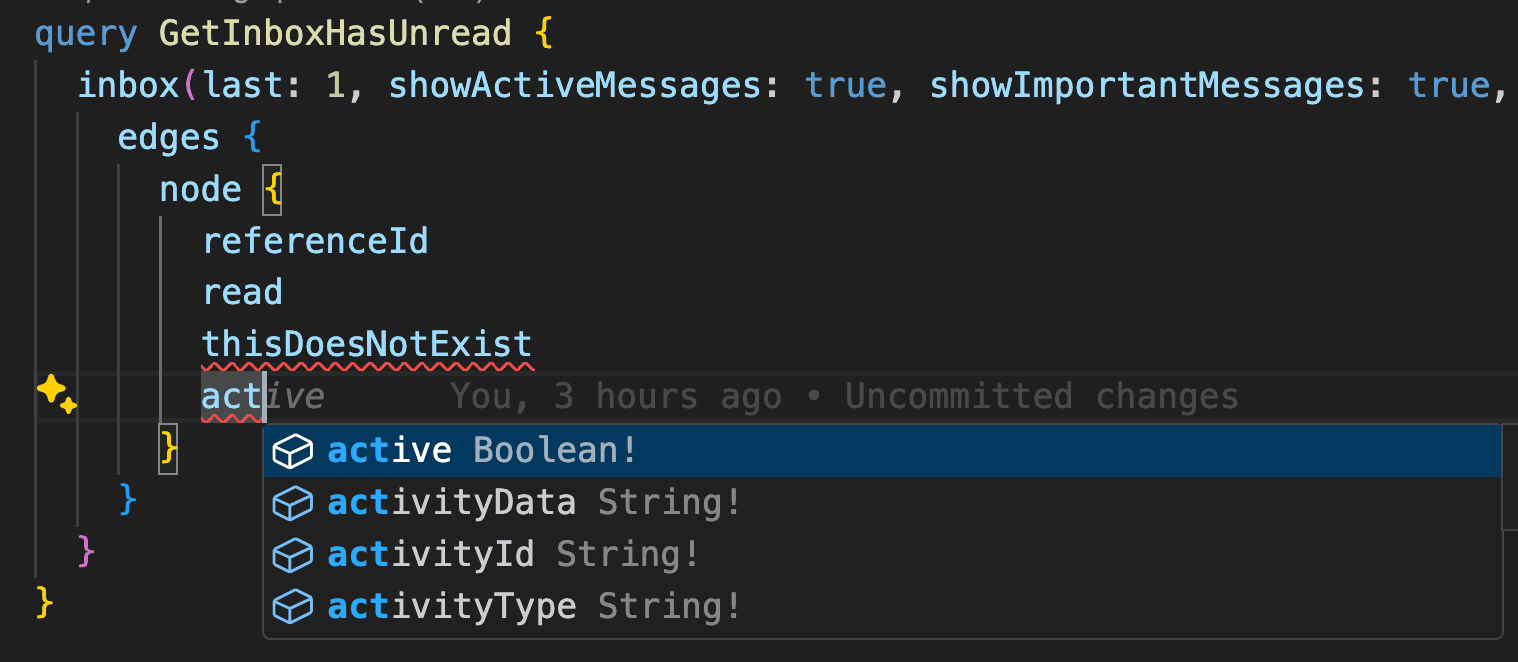 query GetInboxHasUnread {
inbox(last: 1, showActiveMessages: true, showImportantMessages: true,
edges {
node {
referenceId
read
thisDoesNotExist
active You, 3 hours ago • Uncommitted changes
active Boolean!
activityData String!
activityId String!
activityType String!
}
}
}
}